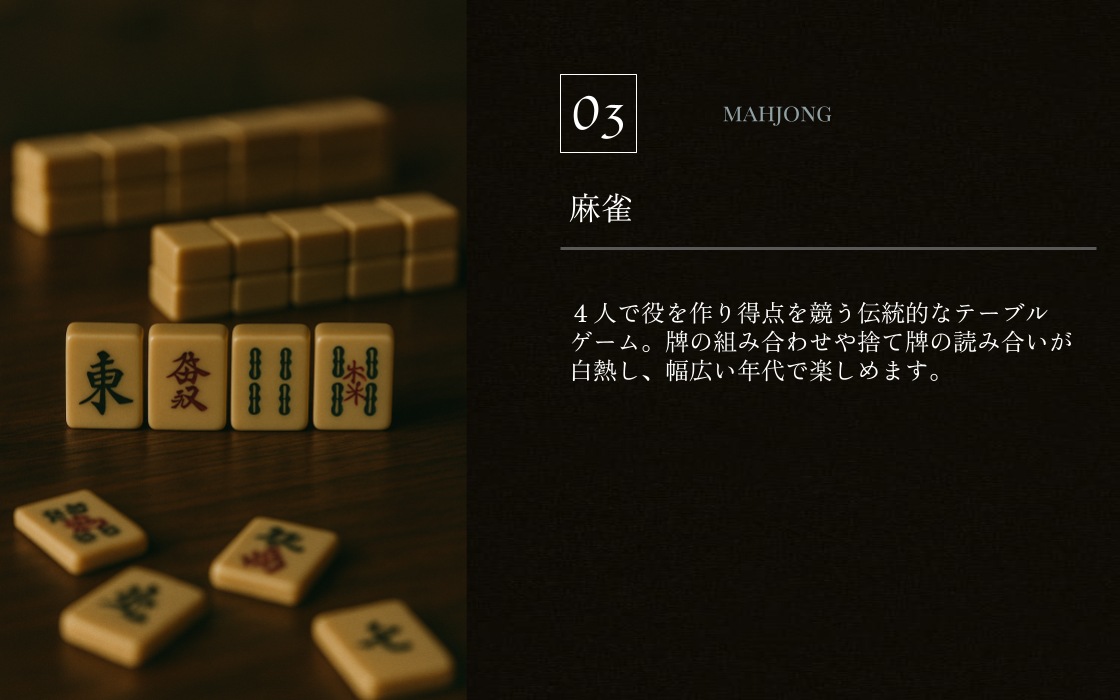 03
MAHJONG
麻雀
４人で役を作り得点を競う伝統的なテーブル
ゲーム。牌の組み合わせや捨て牌の読み合いが
白熱し、幅広い年代で楽しめます。
東